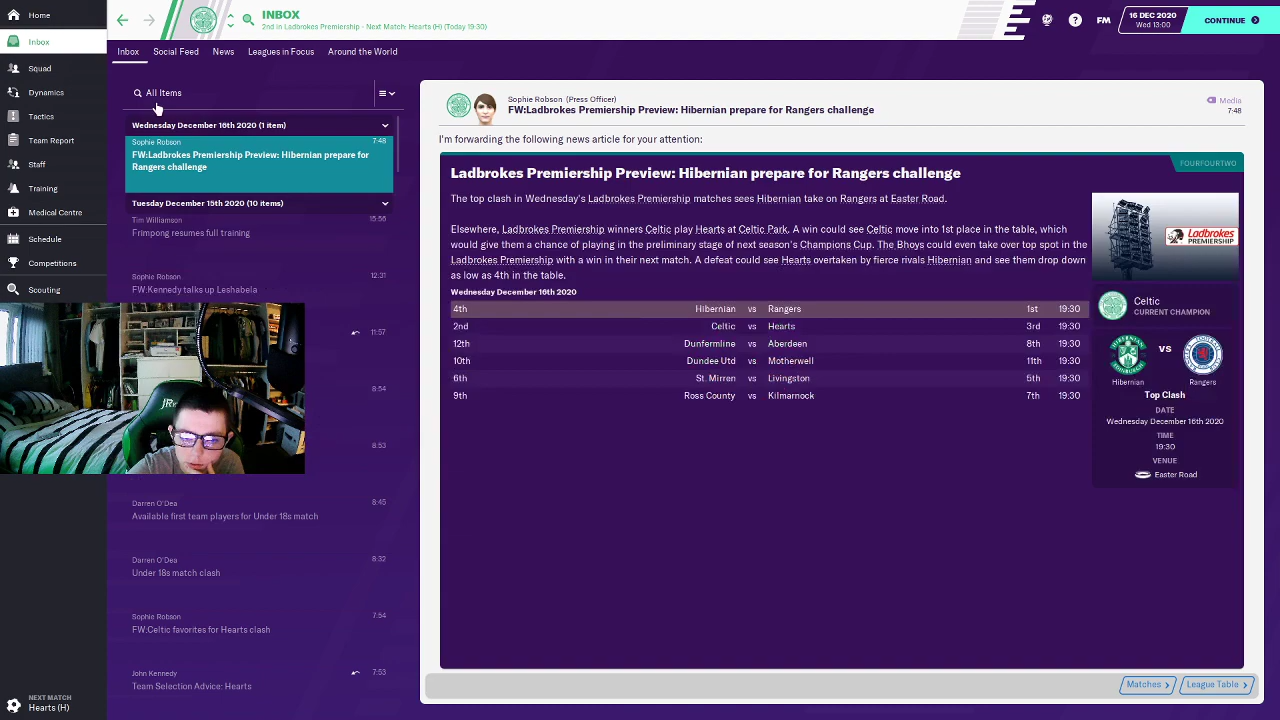 INBOX
2nd in Ladbrokes Premiership - Next Match: Hearts (H) (Today 19:30)
FM
16 DEC 2020
Wed 13:00
CONTINUE
Inbox
Squad
Dynamics
Tactics
Team Report
Staff
Training
Medical Centre
Competitions
Scouting
NEXT MATCH
Hearts (H)
Inbox
Social Feed
News
Leagues in Focus
Around the World
All Items
Wednesday December 16th 2020 (1 item)
Sophie Robson 7:48
FW:Ladbrokes Premiership Preview: Hibernian prepare for
Rangers challenge
Tuesday December 15th 2020 (10 items)
Tim Williamson 15:56
Frimpong resumes full training
Sophie Robson 12:31
FW:Kennedy talks up Leshabela
11:57
8:54
8:53
Darren O'Dea 8:45
Available first team players for Under 18s match
Darren O'Dea 8:32
Under 18s match clash
Sophie Robson 7:54
FW:Celtic favorites for Hearts clash
John Kennedy 7:53
Team Selection Advice: Hearts
Sophie Robson (Press Officer)
FW:Ladbrokes Premiership Preview: Hibernian prepare for Rangers challenge
Media
7:48
I'm forwarding the following news article for your attention:
FOURFOURTWO
Ladbrokes Premiership Preview: Hibernian prepare for Rangers challenge
The top clash in Wednesday's Ladbrokes Premiership matches sees Hibernian take on Rangers at Easter Road.
Elsewhere, Ladbrokes Premiership winners Celtic play Hearts at Celtic Park. A win could see Celtic move into 1st place in the table, which
would give them a chance of playing in the preliminary stage of next season's Champions Cup. The Bhoys could even take over top spot in the
Ladbrokes Premiership with a win in their next match. A defeat could see Hearts overtaken by fierce rivals Hibernian and see them drop down
as low as 4th in the table.
Wednesday December 16th 2020
4th Hibernian vs Rangers 1st 19:30
2nd Celtic vs Hearts 3rd 19:30
12th Dunfermline vs Aberdeen 8th 19:30
10th Dundee Utd vs Motherwell 11th 19:30
6th St. Mirren vs Livingston 5th 19:30
9th Ross County vs Kilmarnock 7th 19:30
Ladbrokes
PREMIERSHIP
Celtic
CURRENT CHAMPION
VS
Hibernian
Rangers
Top Clash
DATE
Wednesday December 16th 2020
TIME
19:30
VENUE
Easter Road
Matches
League Table